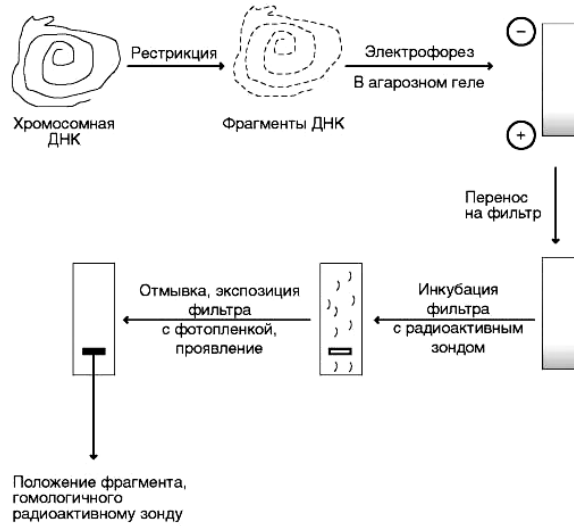 Рестрикция
Электрофорез
В агарозном геле
Хромосомная
ДНК
Фрагменты ДНК
−
+
Перенос
на фильтр
Инкубация
фильтра
с радиоактивным
зондом
Отмывка, экспозиция
фильтра
с фотопленкой,
проявление
Положение фрагмента,
гомологичного
радиоактивному зонду